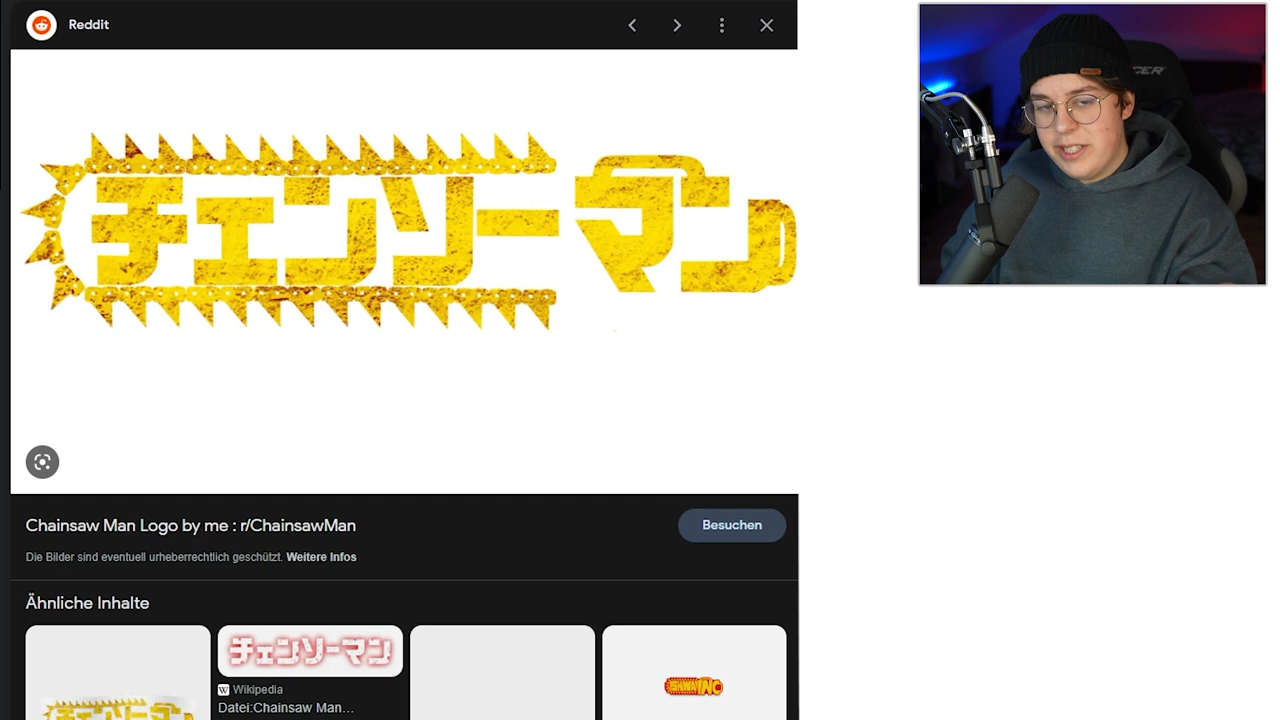 Reddit
チェンソーマン
Chainsaw Man Logo by me : r/ChainsawMan
Besuchen
Die Bilder sind eventuell urheberrechtlich geschützt. Weitere Infos
Ähnliche Inhalte
チェンソーマン
W Wikipedia
Datei:Chainsaw Man...